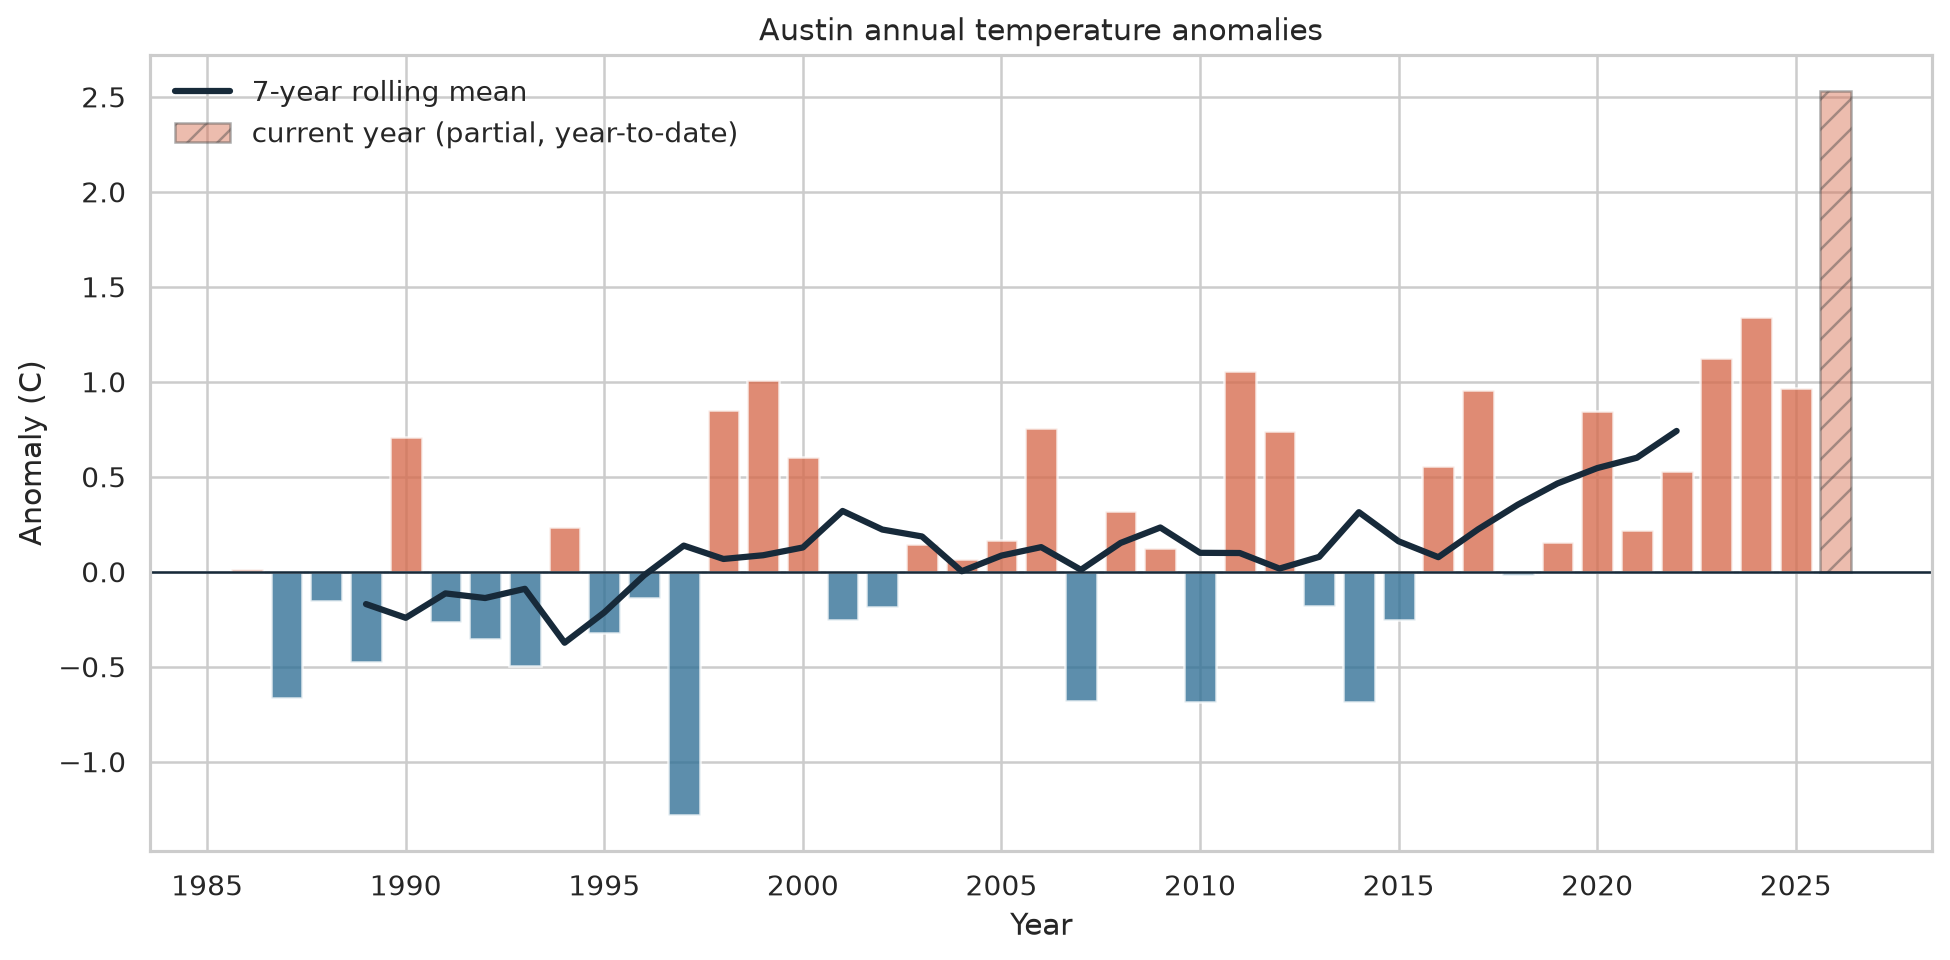 Austin annual temperature anomalies
7-year rolling mean
current year (partial, year-to-date)
2.5
2.0
1.5
1.0
0.5
0.0
−0.5
−1.0
Anomaly (C)
1985 1990 1995 2000 2005 2010 2015 2020 2025
Year